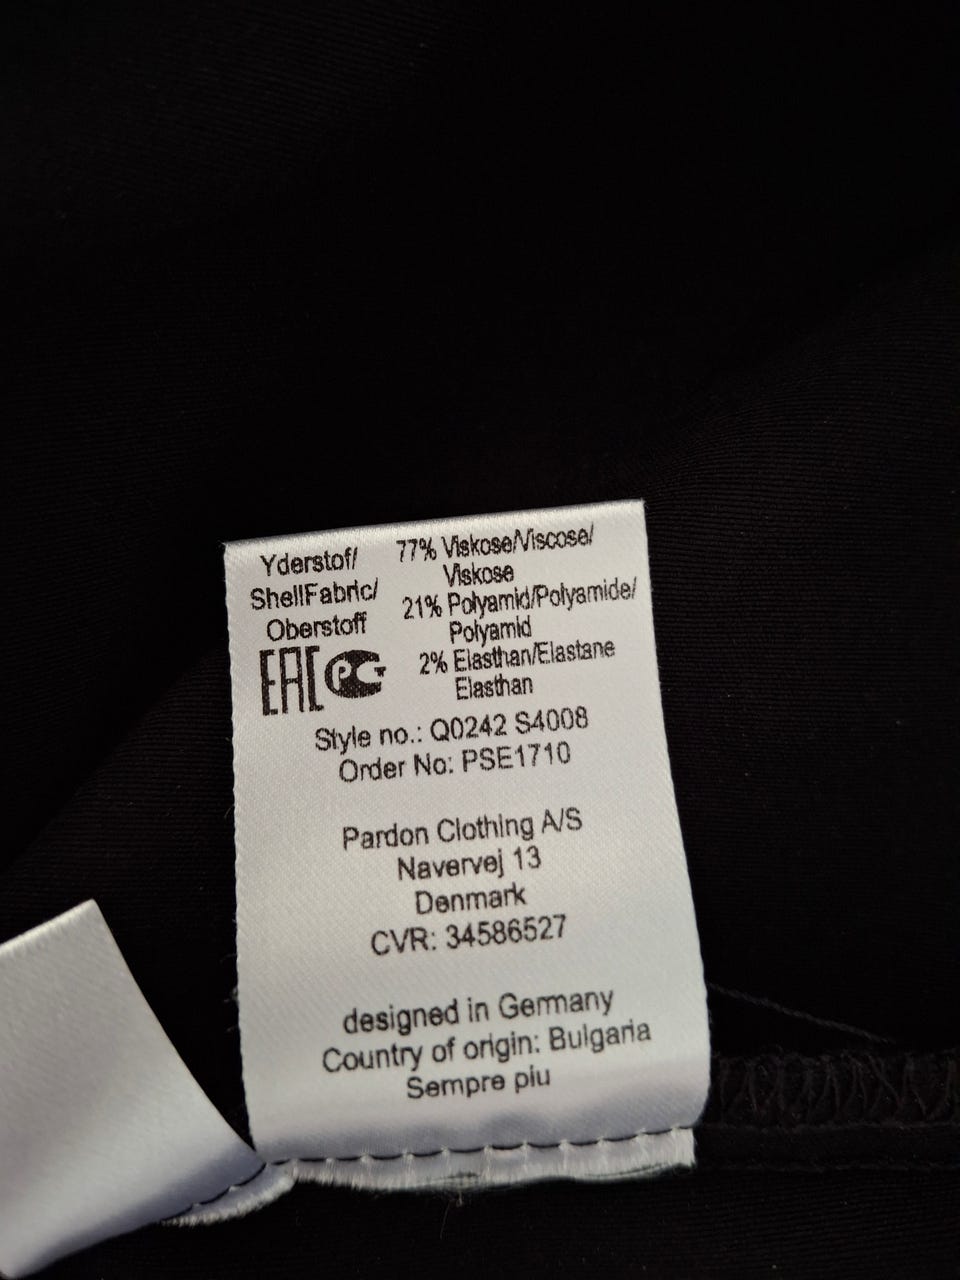 Yderstof/
ShellFabric/
Oberstoff
77% Viskose/Viscose/
Viskose
21% Polyamid/Polyamide/
Polyamid
2% Elasthan/Elastane
Elasthan
EAC PCT
Style no.: Q0242 S4008
Order No: PSE1710
Pardon Clothing A/S
Navervej 13
Denmark
CVR: 34586527
designed in Germany
Country of origin: Bulgaria
Sempre piu